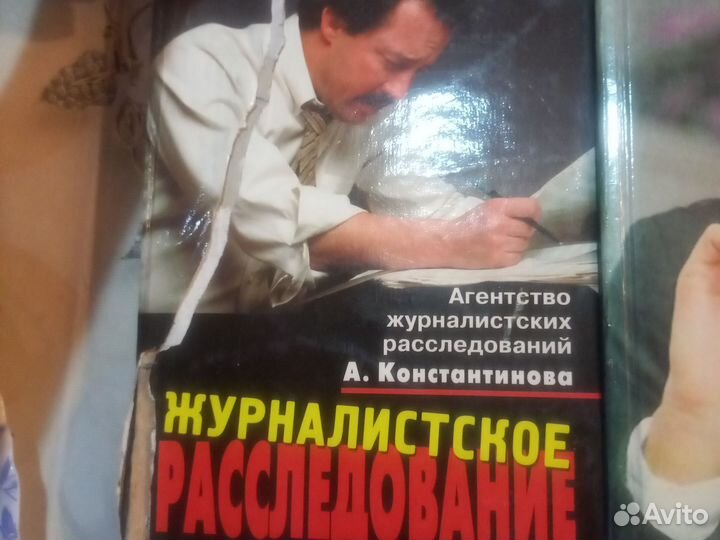 Агентство
журналистских
расследований
А. Константинова
ЖУРНАЛИСТСКОЕ
РАССЛЕДОВАНИЕ
Avito